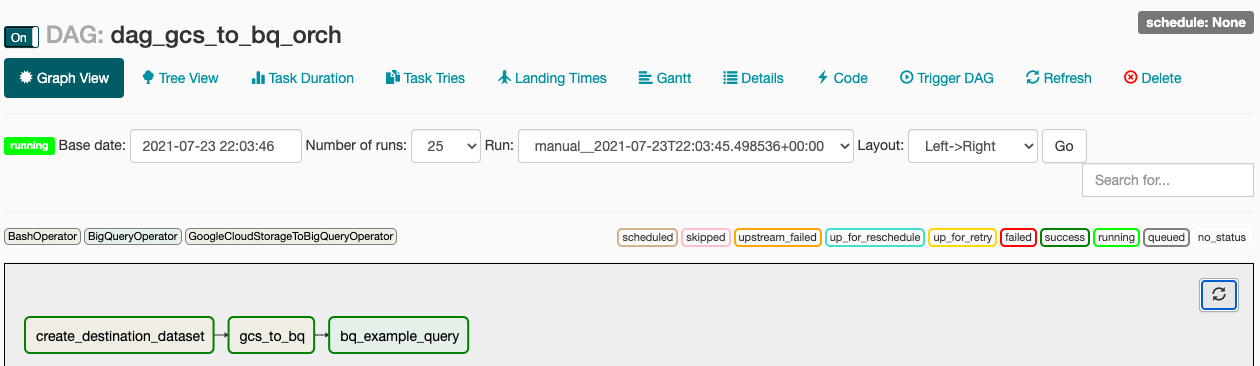 On DAG: dag_gcs_to_bq_orch schedule: None
Graph View Tree View Task Duration Task Tries Landing Times Gantt Details Code Trigger DAG Refresh Delete
running Base date: 2021-07-23 22:03:46 Number of runs: 25 Run: manual__2021-07-23T22:03:45.498536+00:00 Layout: Left->Right Go
Search for...
BashOperator BigQueryOperator GoogleCloudStorageToBigQueryOperator scheduled skipped upstream_failed up_for_reschedule up_for_retry failed success running queued no_status
create_destination_dataset gcs_to_bq bq_example_query